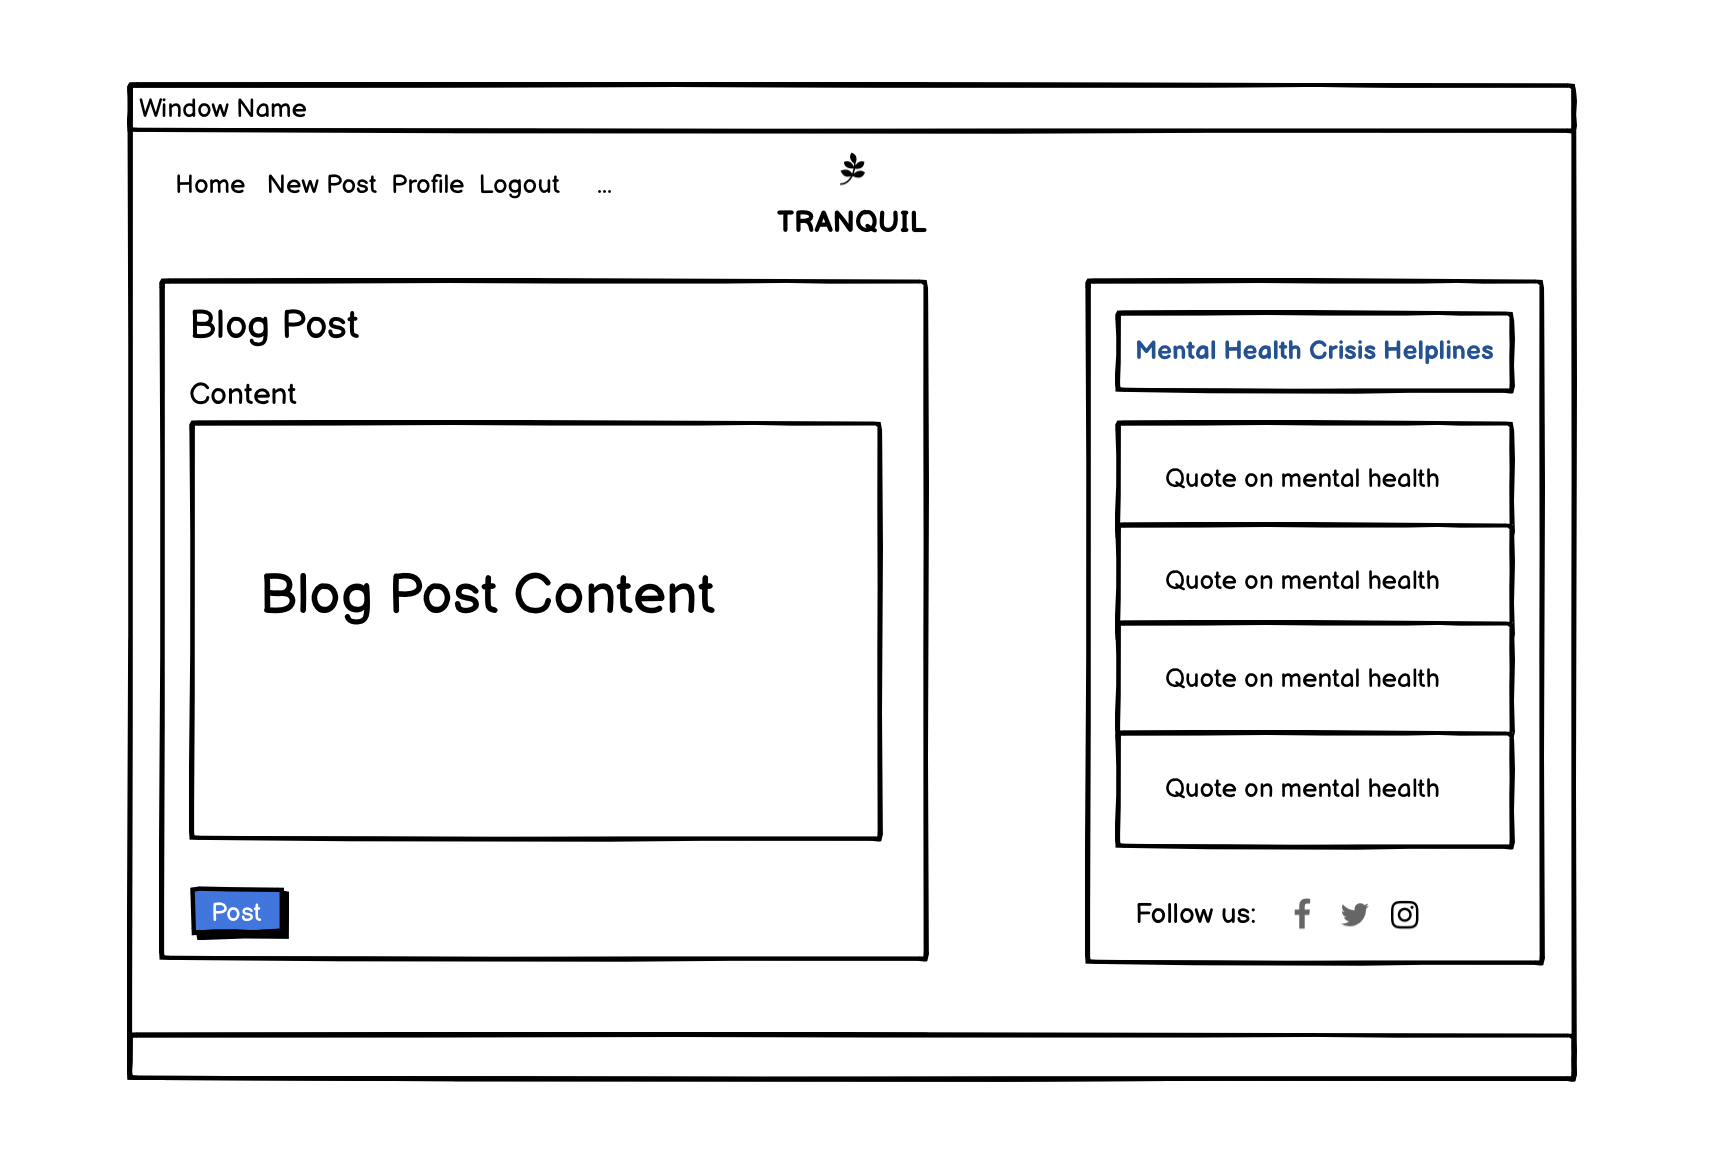 Window Name
Home New Post Profile Logout ...
TRANQUIL
Blog Post
Content
Blog Post Content
Post
Mental Health Crisis Helplines
Quote on mental health
Quote on mental health
Quote on mental health
Quote on mental health
Follow us: